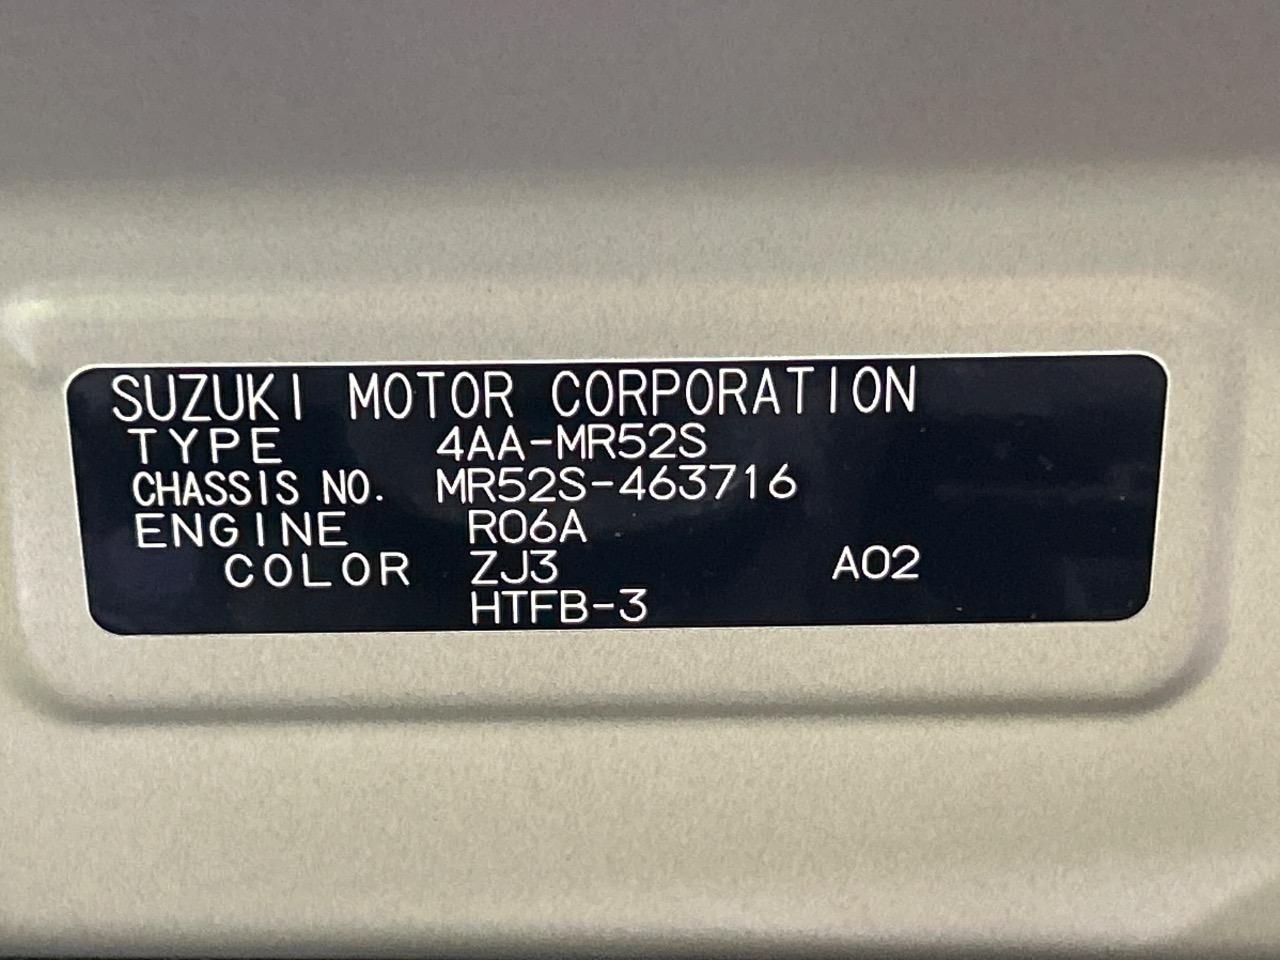 SUZUKI MOTOR CORPORATION
TYPE 4AA-MR52S
CHASSIS NO. MR52S-463716
ENGINE R06A
COLOR ZJ3 A02
HTFB-3